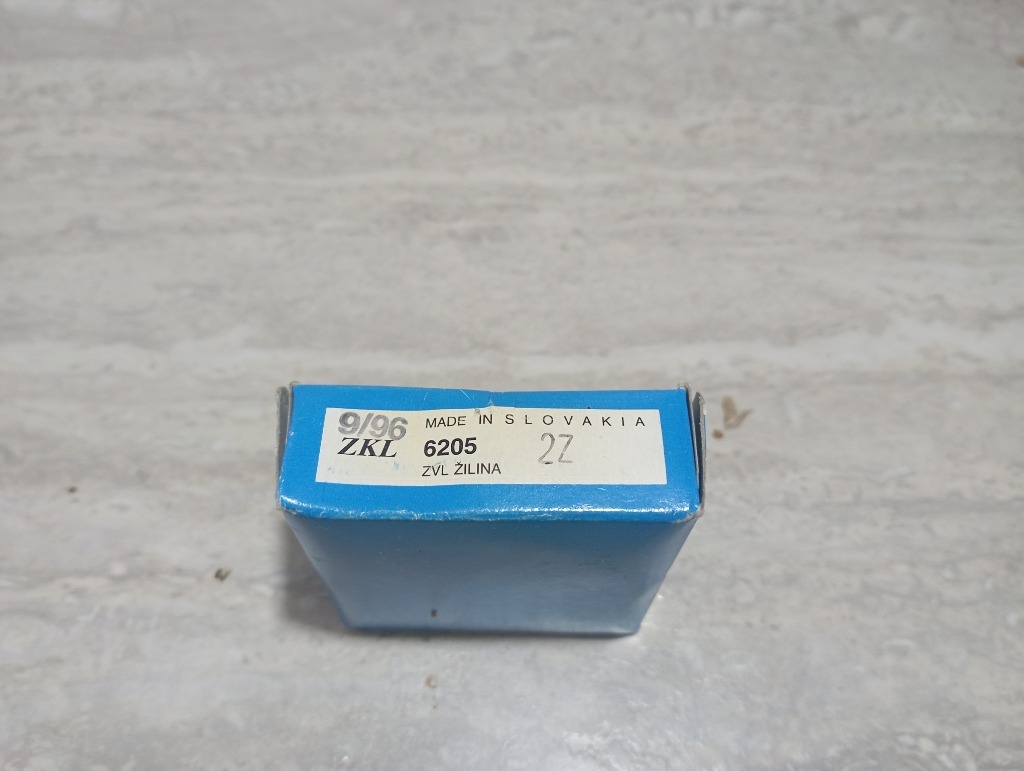 9/96 MADE IN SLOVAKIA
ZKL 6205 2Z
ZVL ŽILINA